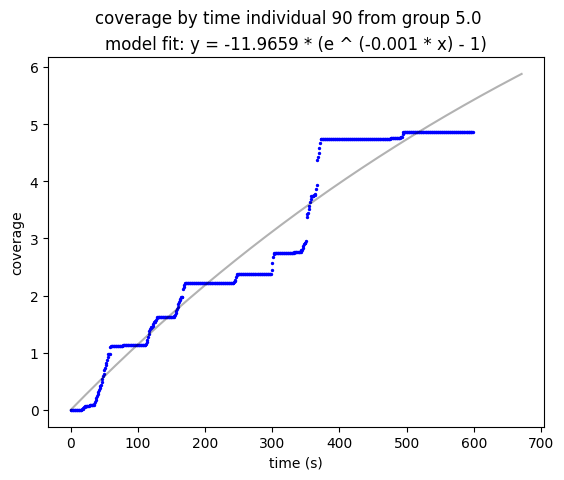 coverage by time individual 90 from group 5.0
model fit: y = -11.9659 * (e ^ (-0.001 * x) - 1)
6
5
4
3
2
1
0
coverage
0 100 200 300 400 500 600 700
time (s)